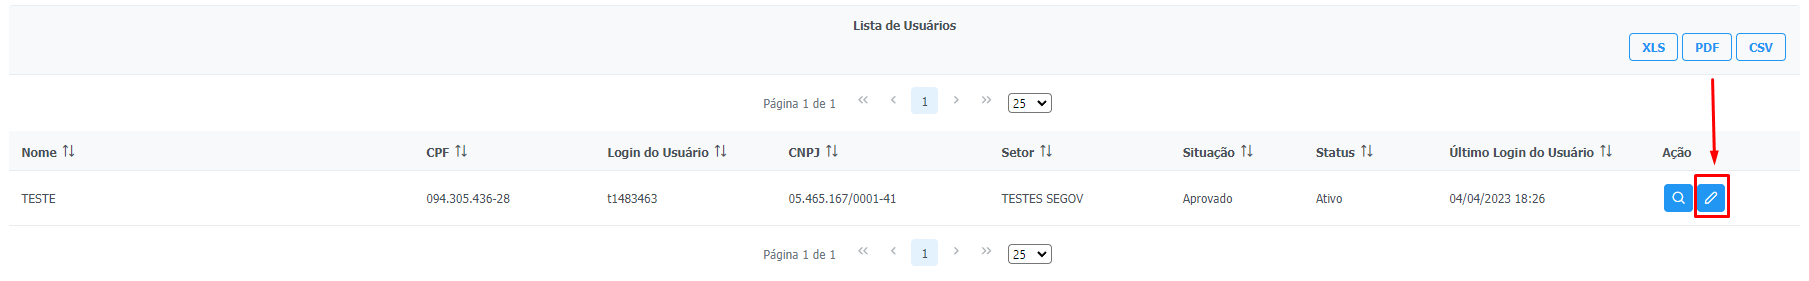 Lista de Usuários
XLS PDF CSV
Página 1 de 1 1 25
Nome CPF Login do Usuário CNPJ Setor Situação Status Último Login do Usuário Ação
TESTE 094.305.436-28 t1483463 05.465.167/0001-41 TESTES SEGOV Aprovado Ativo 04/04/2023 18:26
Página 1 de 1 1 25